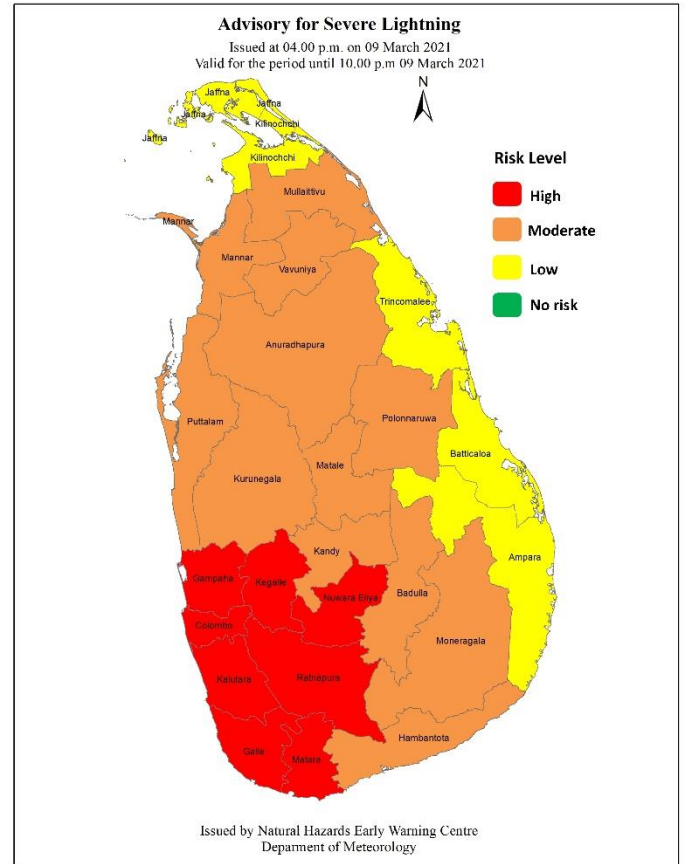 Advisory for Severe Lightning
Issued at 04.00 p.m. on 09 March 2021
Valid for the period until 10.00 p.m 09 March 2021
N
Risk Level
High
Moderate
Low
No risk
Jaffna
Jaffna
Jaffna
Jaffna
Kilinochchi
Kilinochchi
Mullaittivu
Mannar
Mannar
Vavuniya
Trincomalee
Anuradhapura
Polonnaruwa
Puttalam
Batticaloa
Matale
Kurunegala
Kandy
Ampara
Gampaha
Kegalle
Nuwara Eliya
Badulla
Colombo
Moneragala
Kalutara
Ratnapura
Hambantota
Galle
Matara
Issued by Natural Hazards Early Warning Centre
Deparment of Meteorology